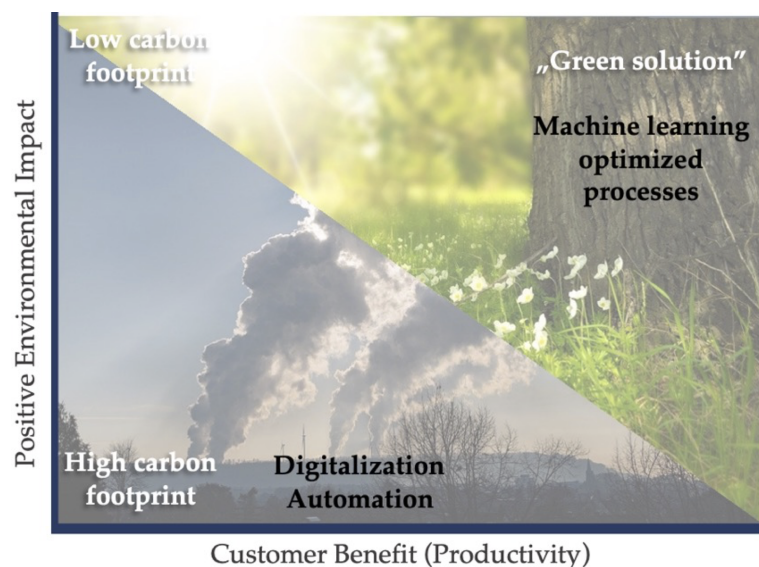 Low carbon
footprint
„Green solution”
Machine learning
optimized
processes
Positive Environmental Impact
High carbon
footprint
Digitalization
Automation
Customer Benefit (Productivity)